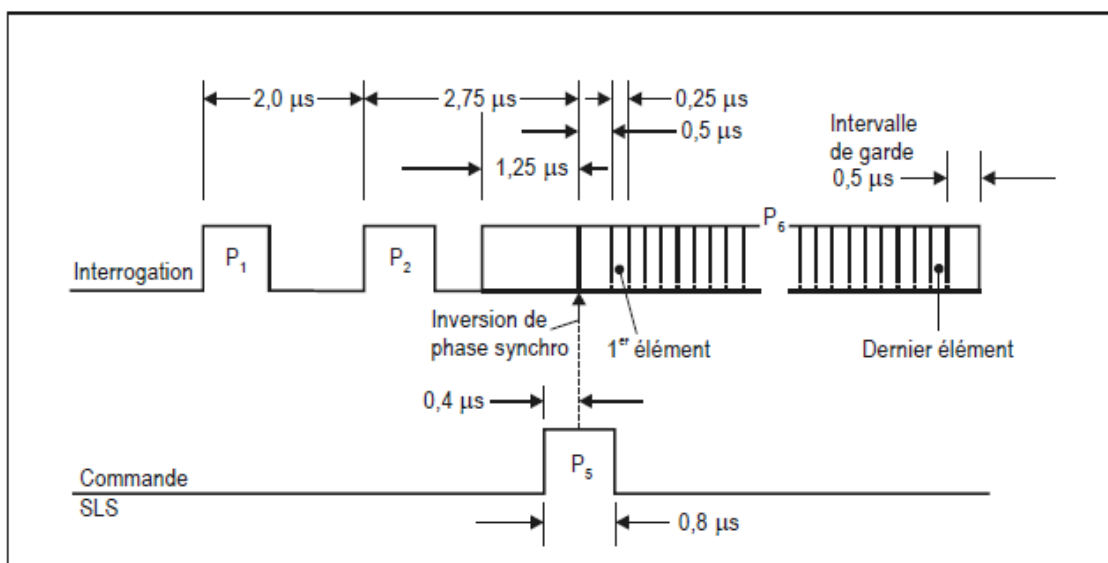 2,0 µs
2,75 µs
0,25 µs
0,5 µs
1,25 µs
Intervalle
de garde
0,5 µs
Interrogation
P₁
P₂
P₆
Inversion de
phase synchro
1ᵉʳ élément
Dernier élément
0,4 µs
P₅
Commande
SLS
0,8 µs